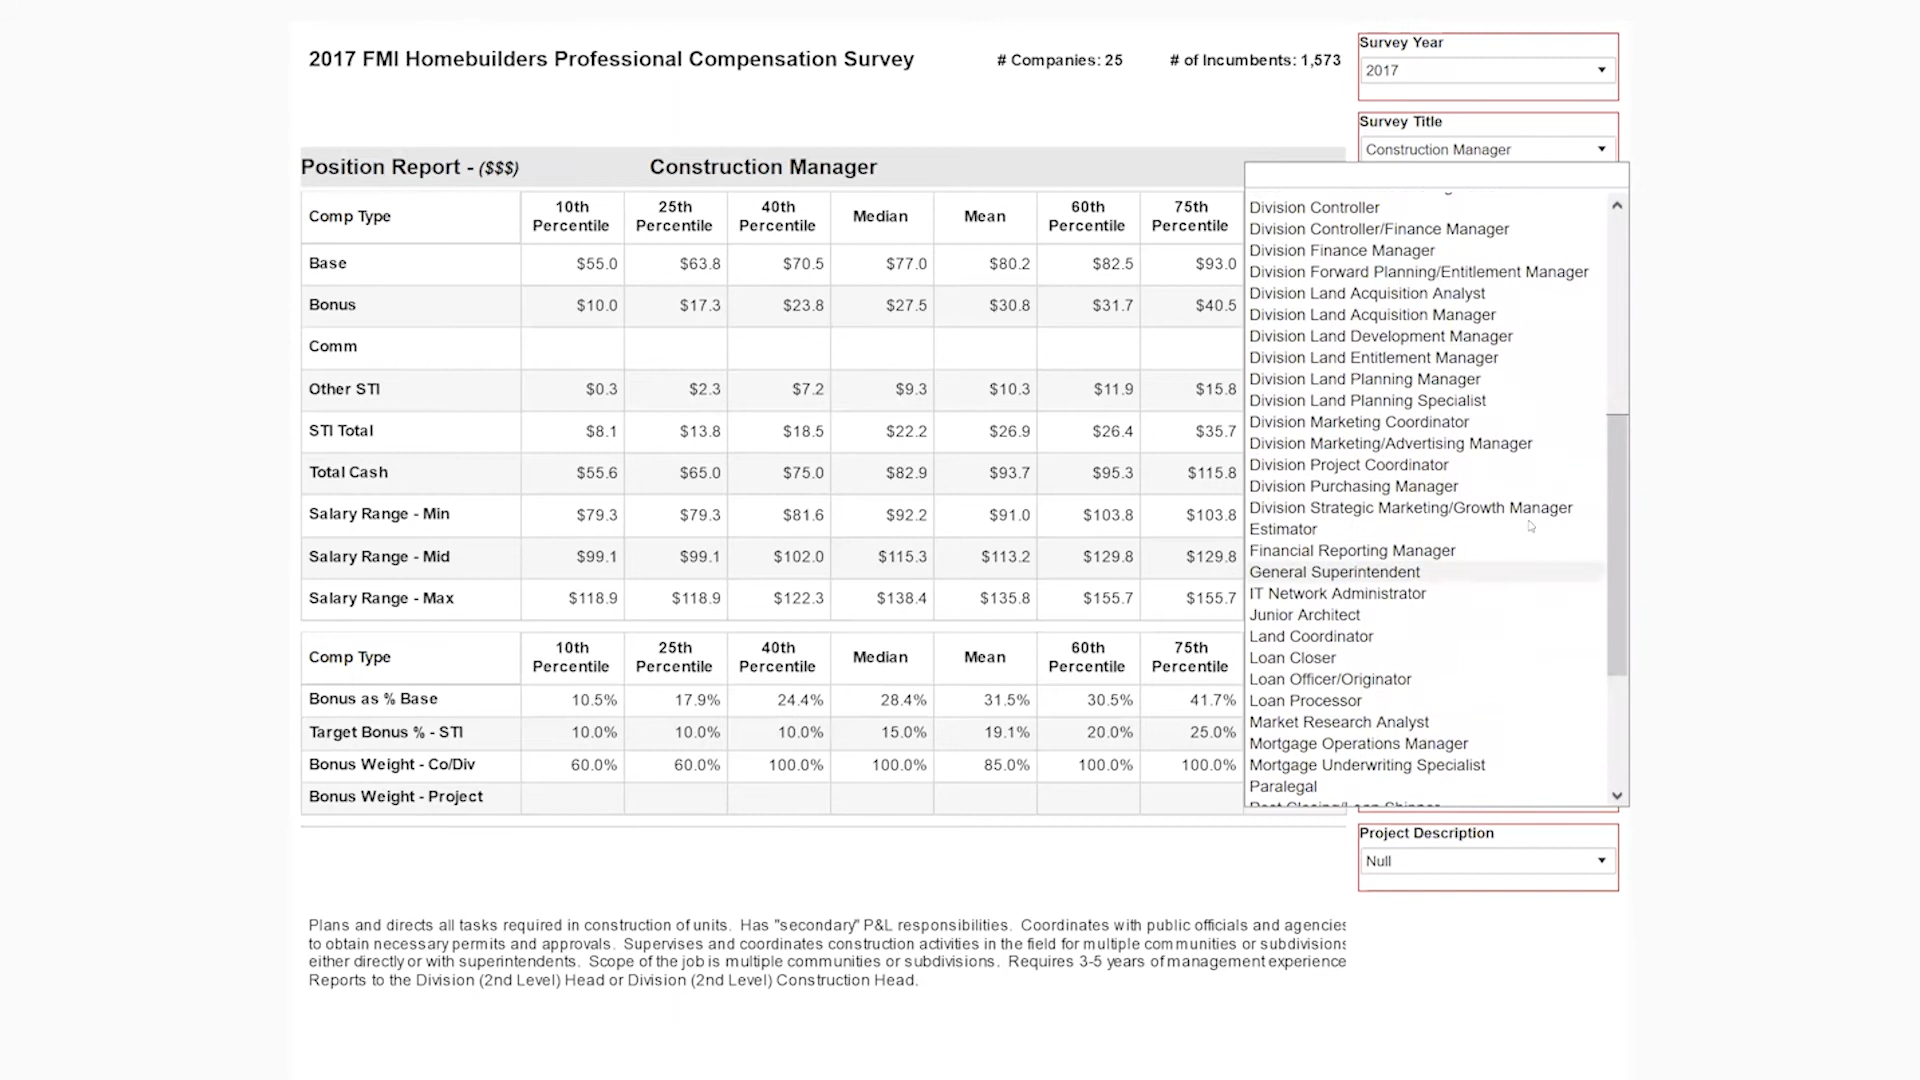 2017 FMI Homebuilders Professional Compensation Survey
# Companies: 25
# of Incumbents: 1,573
Survey Year
2017
Survey Title
Construction Manager
Position Report - ($$$)
Construction Manager
Comp Type 10th Percentile 25th Percentile 40th Percentile Median Mean 60th Percentile 75th Percentile
Base $55.0 $63.8 $70.5 $77.0 $80.2 $82.5 $93.0
Bonus $10.0 $17.3 $23.8 $27.5 $30.8 $31.7 $40.5
Comm
Other STI $0.3 $2.3 $7.2 $9.3 $10.3 $11.9 $15.8
STI Total $8.1 $13.8 $18.5 $22.2 $26.9 $26.4 $35.7
Total Cash $55.6 $65.0 $75.0 $82.9 $93.7 $95.3 $115.8
Salary Range - Min $79.3 $79.3 $81.6 $92.2 $91.0 $103.8 $103.8
Salary Range - Mid $99.1 $99.1 $102.0 $115.3 $113.2 $129.8 $129.8
Salary Range - Max $118.9 $118.9 $122.3 $138.4 $135.8 $155.7 $155.7
Comp Type 10th Percentile 25th Percentile 40th Percentile Median Mean 60th Percentile 75th Percentile
Bonus as % Base 10.5% 17.9% 24.4% 28.4% 31.5% 30.5% 41.7%
Target Bonus % - STI 10.0% 10.0% 10.0% 15.0% 19.1% 20.0% 25.0%
Bonus Weight - Co/Div 60.0% 60.0% 100.0% 100.0% 85.0% 100.0% 100.0%
Bonus Weight - Project
Division Controller
Division Controller/Finance Manager
Division Finance Manager
Division Forward Planning/Entitlement Manager
Division Land Acquisition Analyst
Division Land Acquisition Manager
Division Land Development Manager
Division Land Entitlement Manager
Division Land Planning Manager
Division Land Planning Specialist
Division Marketing Coordinator
Division Marketing/Advertising Manager
Division Project Coordinator
Division Purchasing Manager
Division Strategic Marketing/Growth Manager
Estimator
Financial Reporting Manager
General Superintendent
IT Network Administrator
Junior Architect
Land Coordinator
Loan Closer
Loan Officer/Originator
Loan Processor
Market Research Analyst
Mortgage Operations Manager
Mortgage Underwriting Specialist
Paralegal
Project Description
Null
Plans and directs all tasks required in construction of units. Has "secondary" P&L responsibilities. Coordinates with public officials and agencies
to obtain necessary permits and approvals. Supervises and coordinates construction activities in the field for multiple communities or subdivisions
either directly or with superintendents. Scope of the job is multiple communities or subdivisions. Requires 3-5 years of management experience
Reports to the Division (2nd Level) Head or Division (2nd Level) Construction Head.